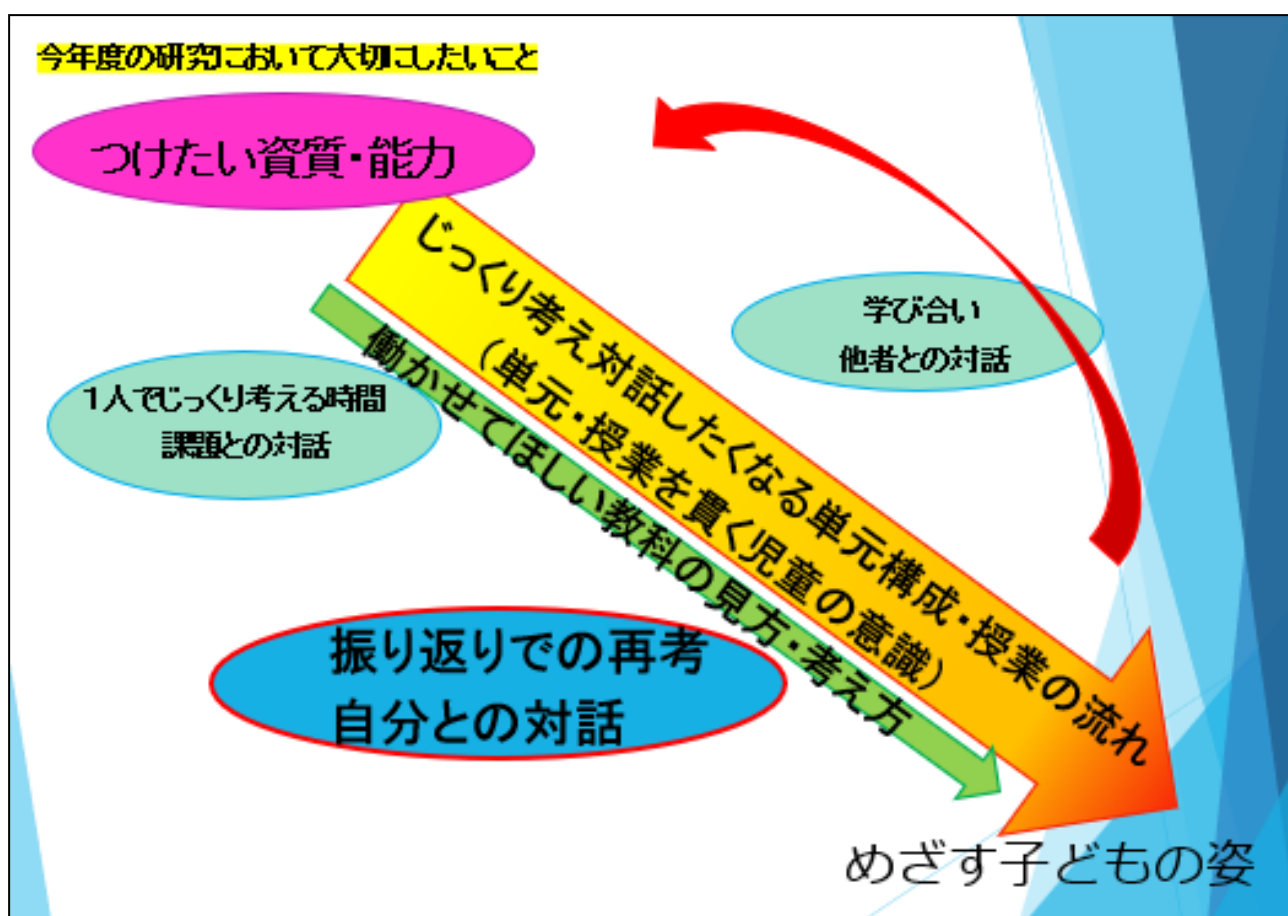 今年度の研究において大切にしたいこと
つけたい資質・能力
じっくり考え対話したくなる単元構成・授業の流れ
（単元・授業を貫く児童の意識）
働かせてほしい教科の見方・考え方
学び合い
他者との対話
１人でじっくり考える時間
課題との対話
振り返りでの再考
自分との対話
めざす子どもの姿